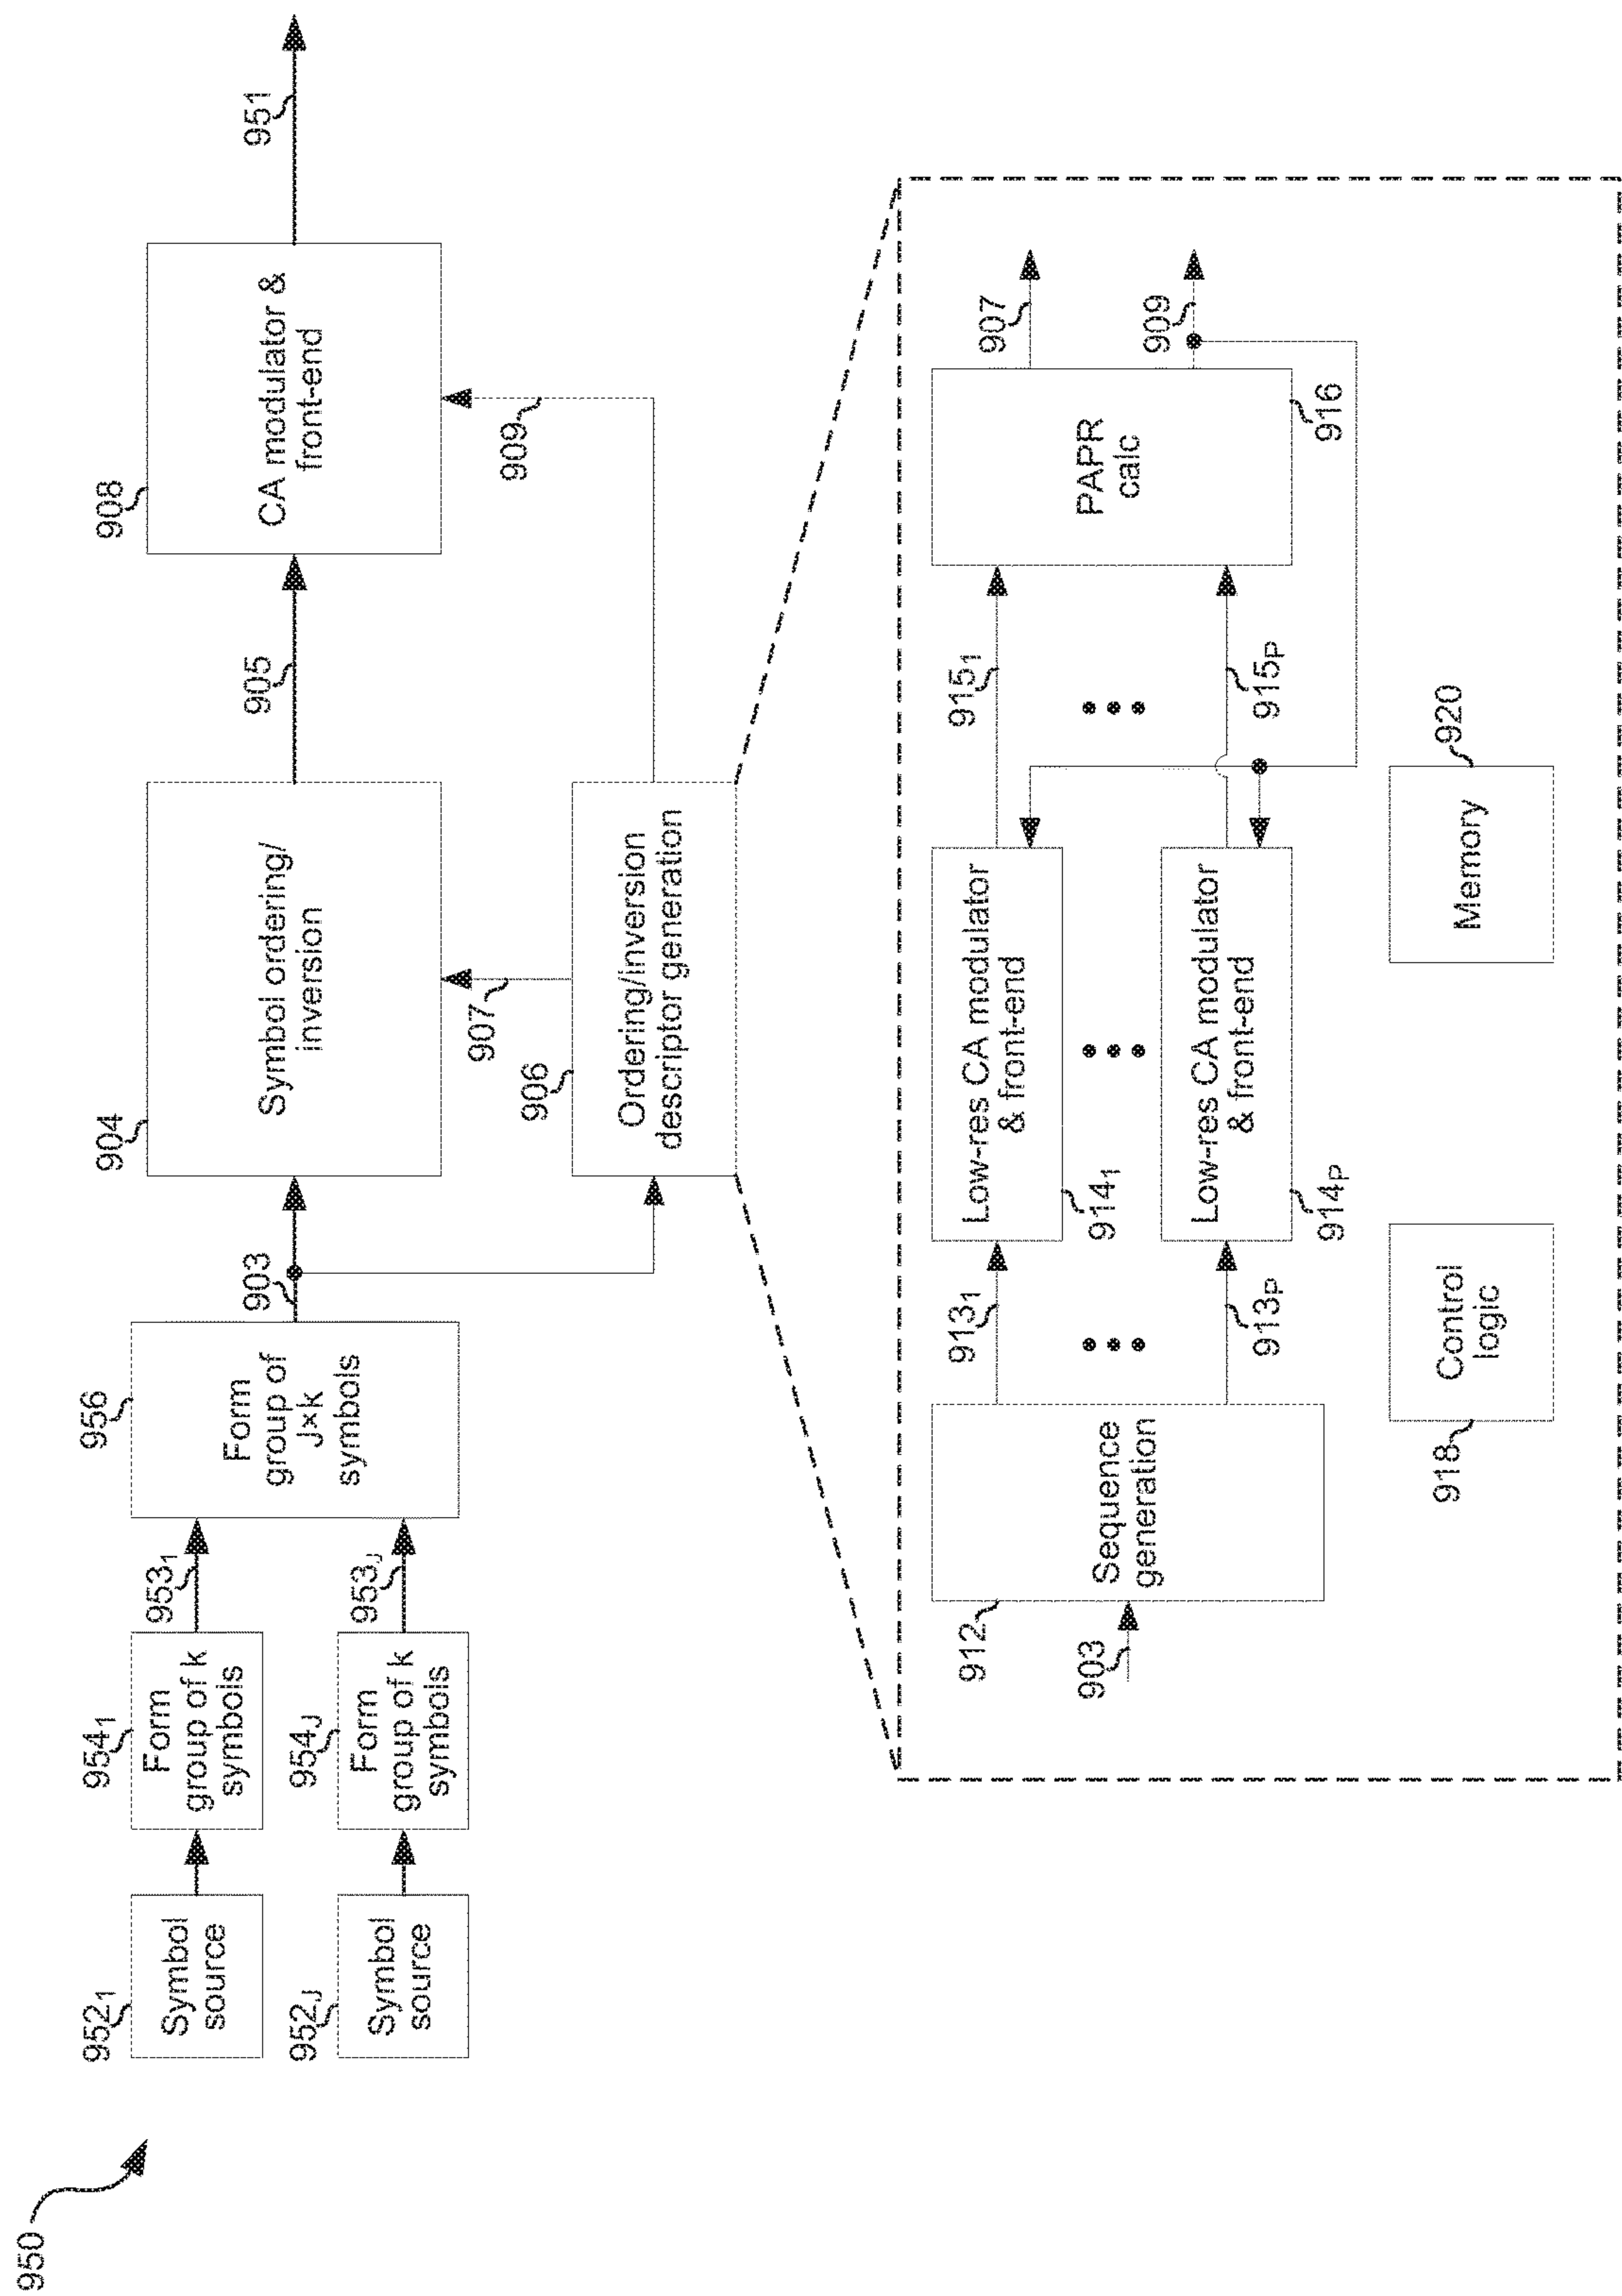 950
952₁
Symbol
source
954₁
Form
group of k
symbols
953₁
952J
Symbol
source
954J
Form
group of k
symbols
953J
956
Form
group of
J×k
symbols
903
904
Symbol ordering/
inversion
905
908
CA modulator &
front-end
951
907
906
Ordering/inversion
descriptor generation
909
903
912
Sequence
generation
913₁
913P
Low-res CA modulator
& front-end
914₁
Low-res CA modulator
& front-end
914P
915₁
915P
PAPR
calc
916
907
909
918
Control
logic
Memory
920